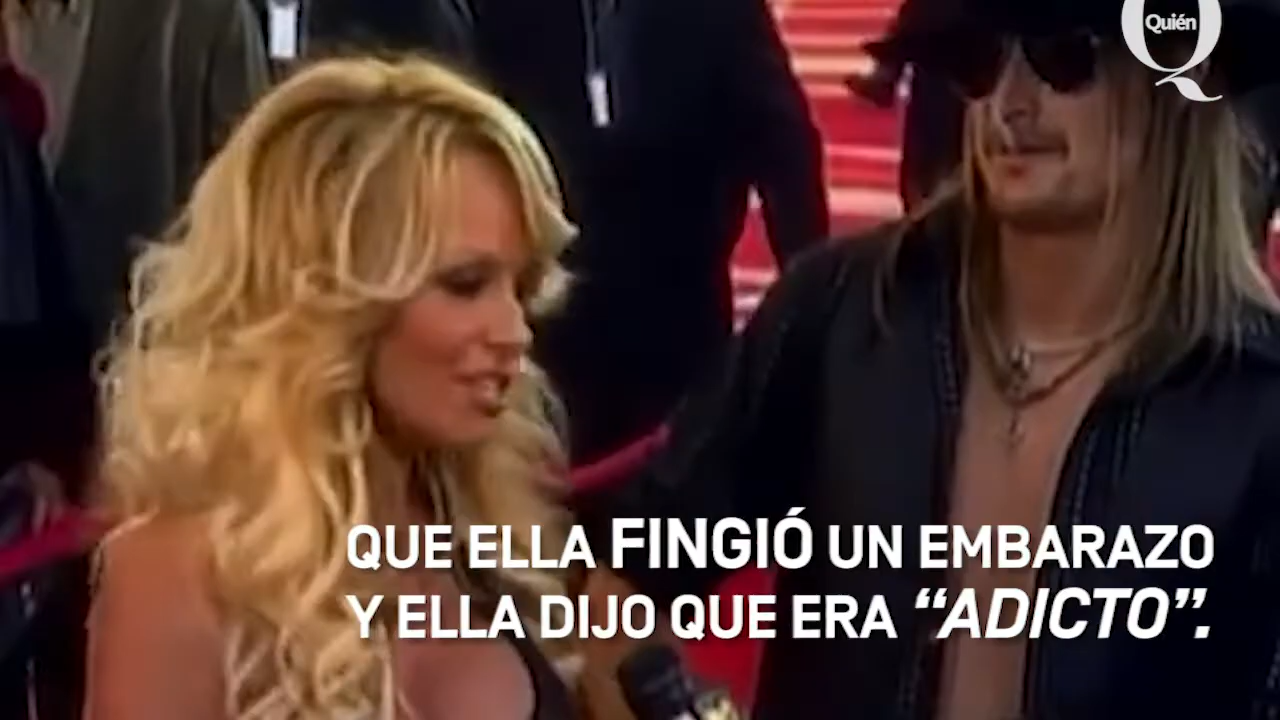 Quién
QUE ELLA FINGIÓ UN EMBARAZO
Y ELLA DIJO QUE ERA “ADICTO”.